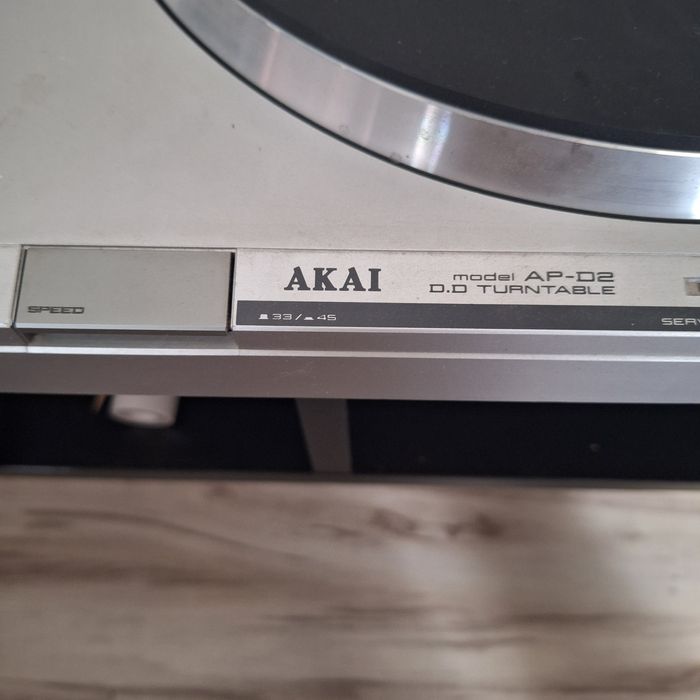 AKAI
model AP-D2
D.D TURNTABLE
SPEED
33 / 45